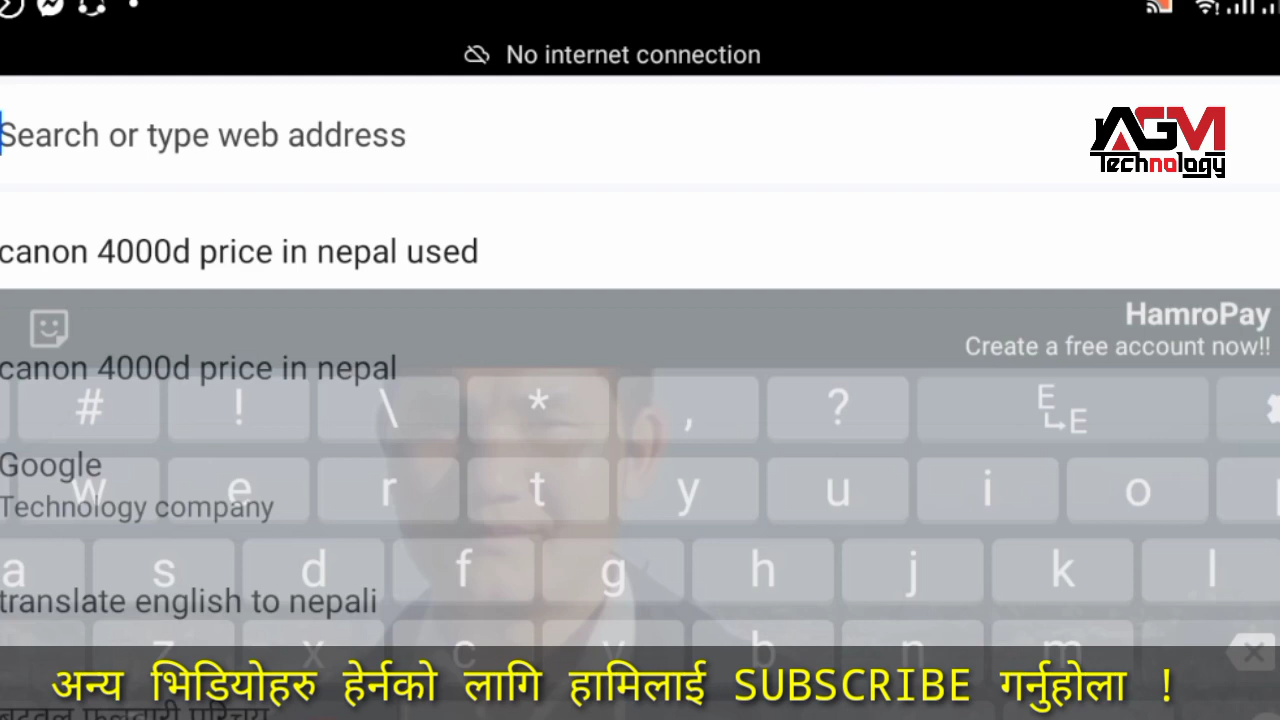 No internet connection
Search or type web address
AGM
Technology
canon 4000d price in nepal used
HamroPay
Create a free account now!!
canon 4000d price in nepal
# ! \ * , ? E E
Google
w e r t y u i o
Technology company
a s d f g h j k l
translate english to nepali
z x c v b n m
अन्य भिडियोहरु हेर्नको लागि हामिलाई SUBSCRIBE गर्नुहोला !